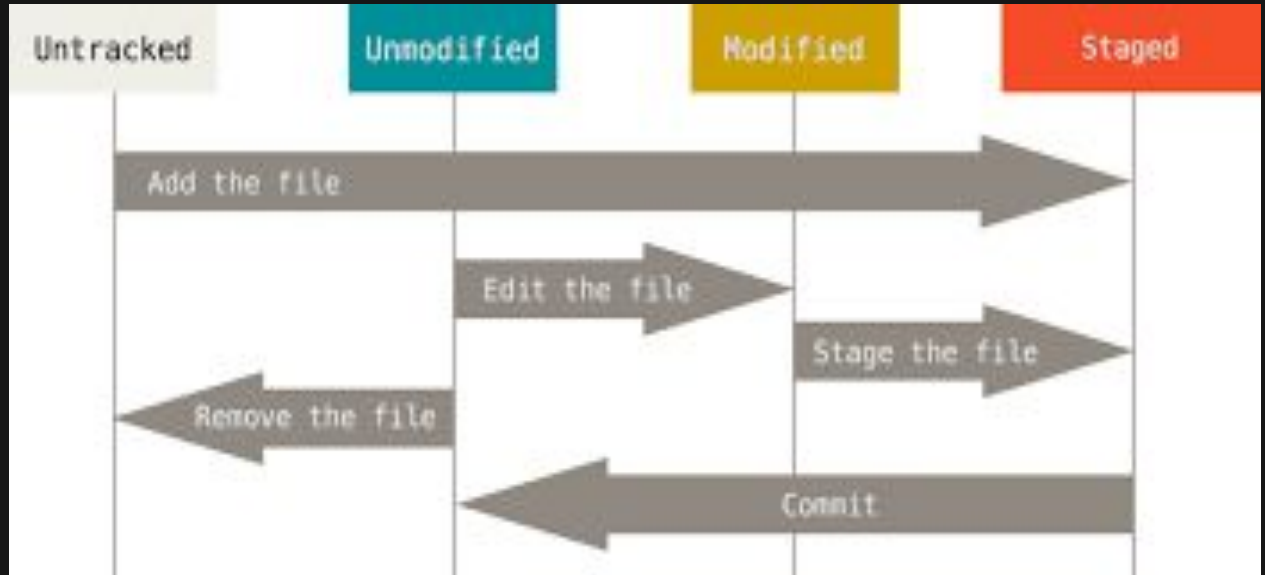 Untracked
Unmodified
Modified
Staged
Add the file
Edit the file
Stage the file
Remove the file
Commit